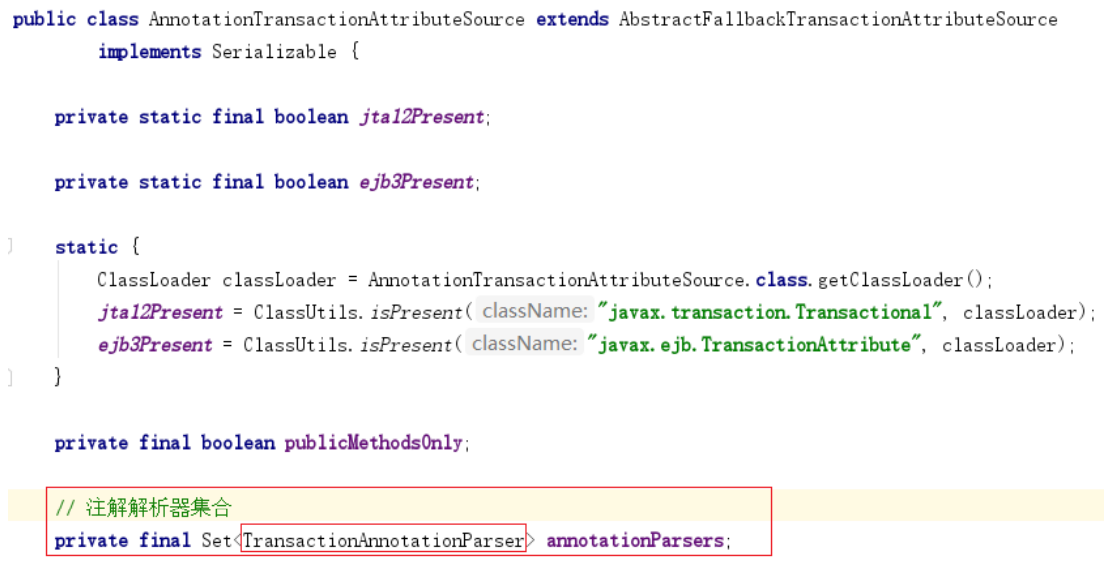 public class AnnotationTransactionAttributeSource extends AbstractFallbackTransactionAttributeSource
implements Serializable {
private static final boolean jta12Present;
private static final boolean ejb3Present;
static {
ClassLoader classLoader = AnnotationTransactionAttributeSource.class.getClassLoader();
jta12Present = ClassUtils.isPresent( className: "javax.transaction.Transactional", classLoader);
ejb3Present = ClassUtils.isPresent( className: "javax.ejb.TransactionAttribute", classLoader);
}
private final boolean publicMethodsOnly;
// 注解解析器集合
private final Set<TransactionAnnotationParser> annotationParsers;